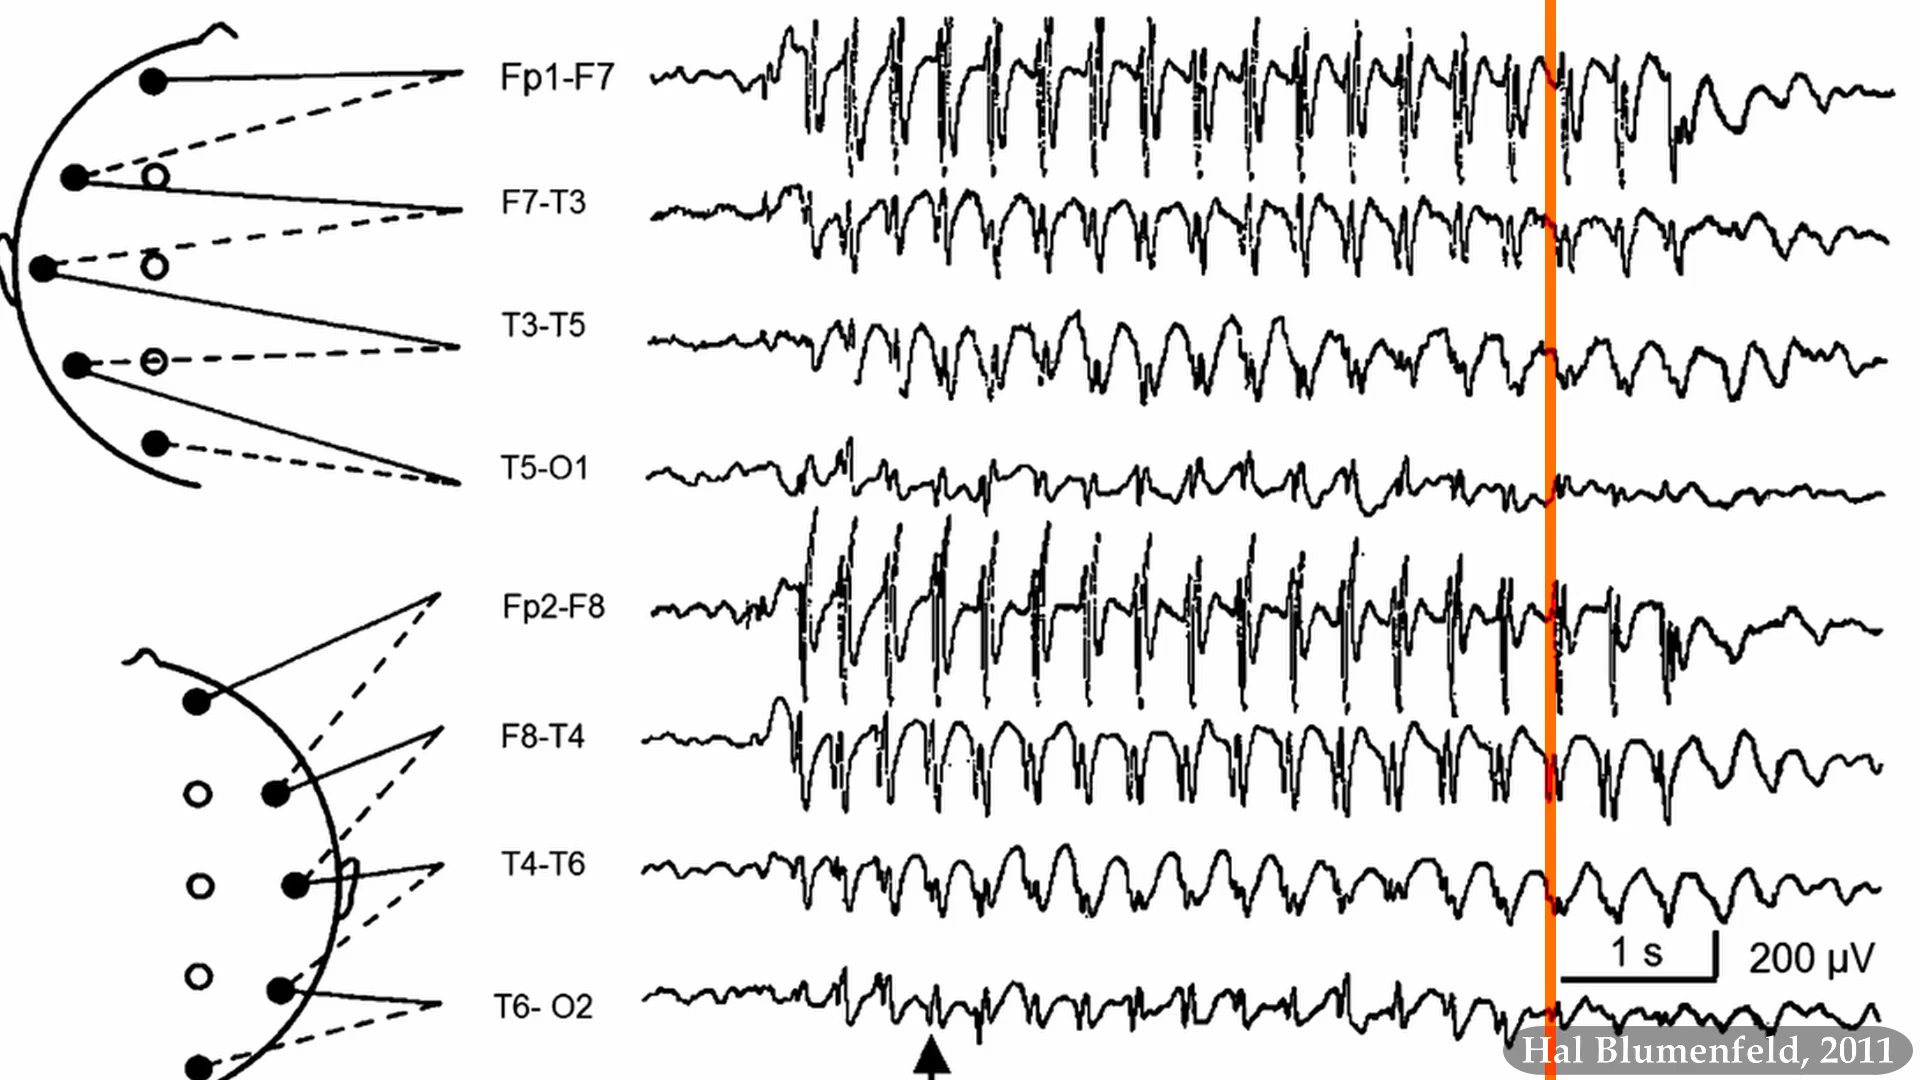 Fp1-F7
F7-T3
T3-T5
T5-O1
Fp2-F8
F8-T4
T4-T6
1 s
200 µV
T6- O2
Hal Blumenfeld, 2011